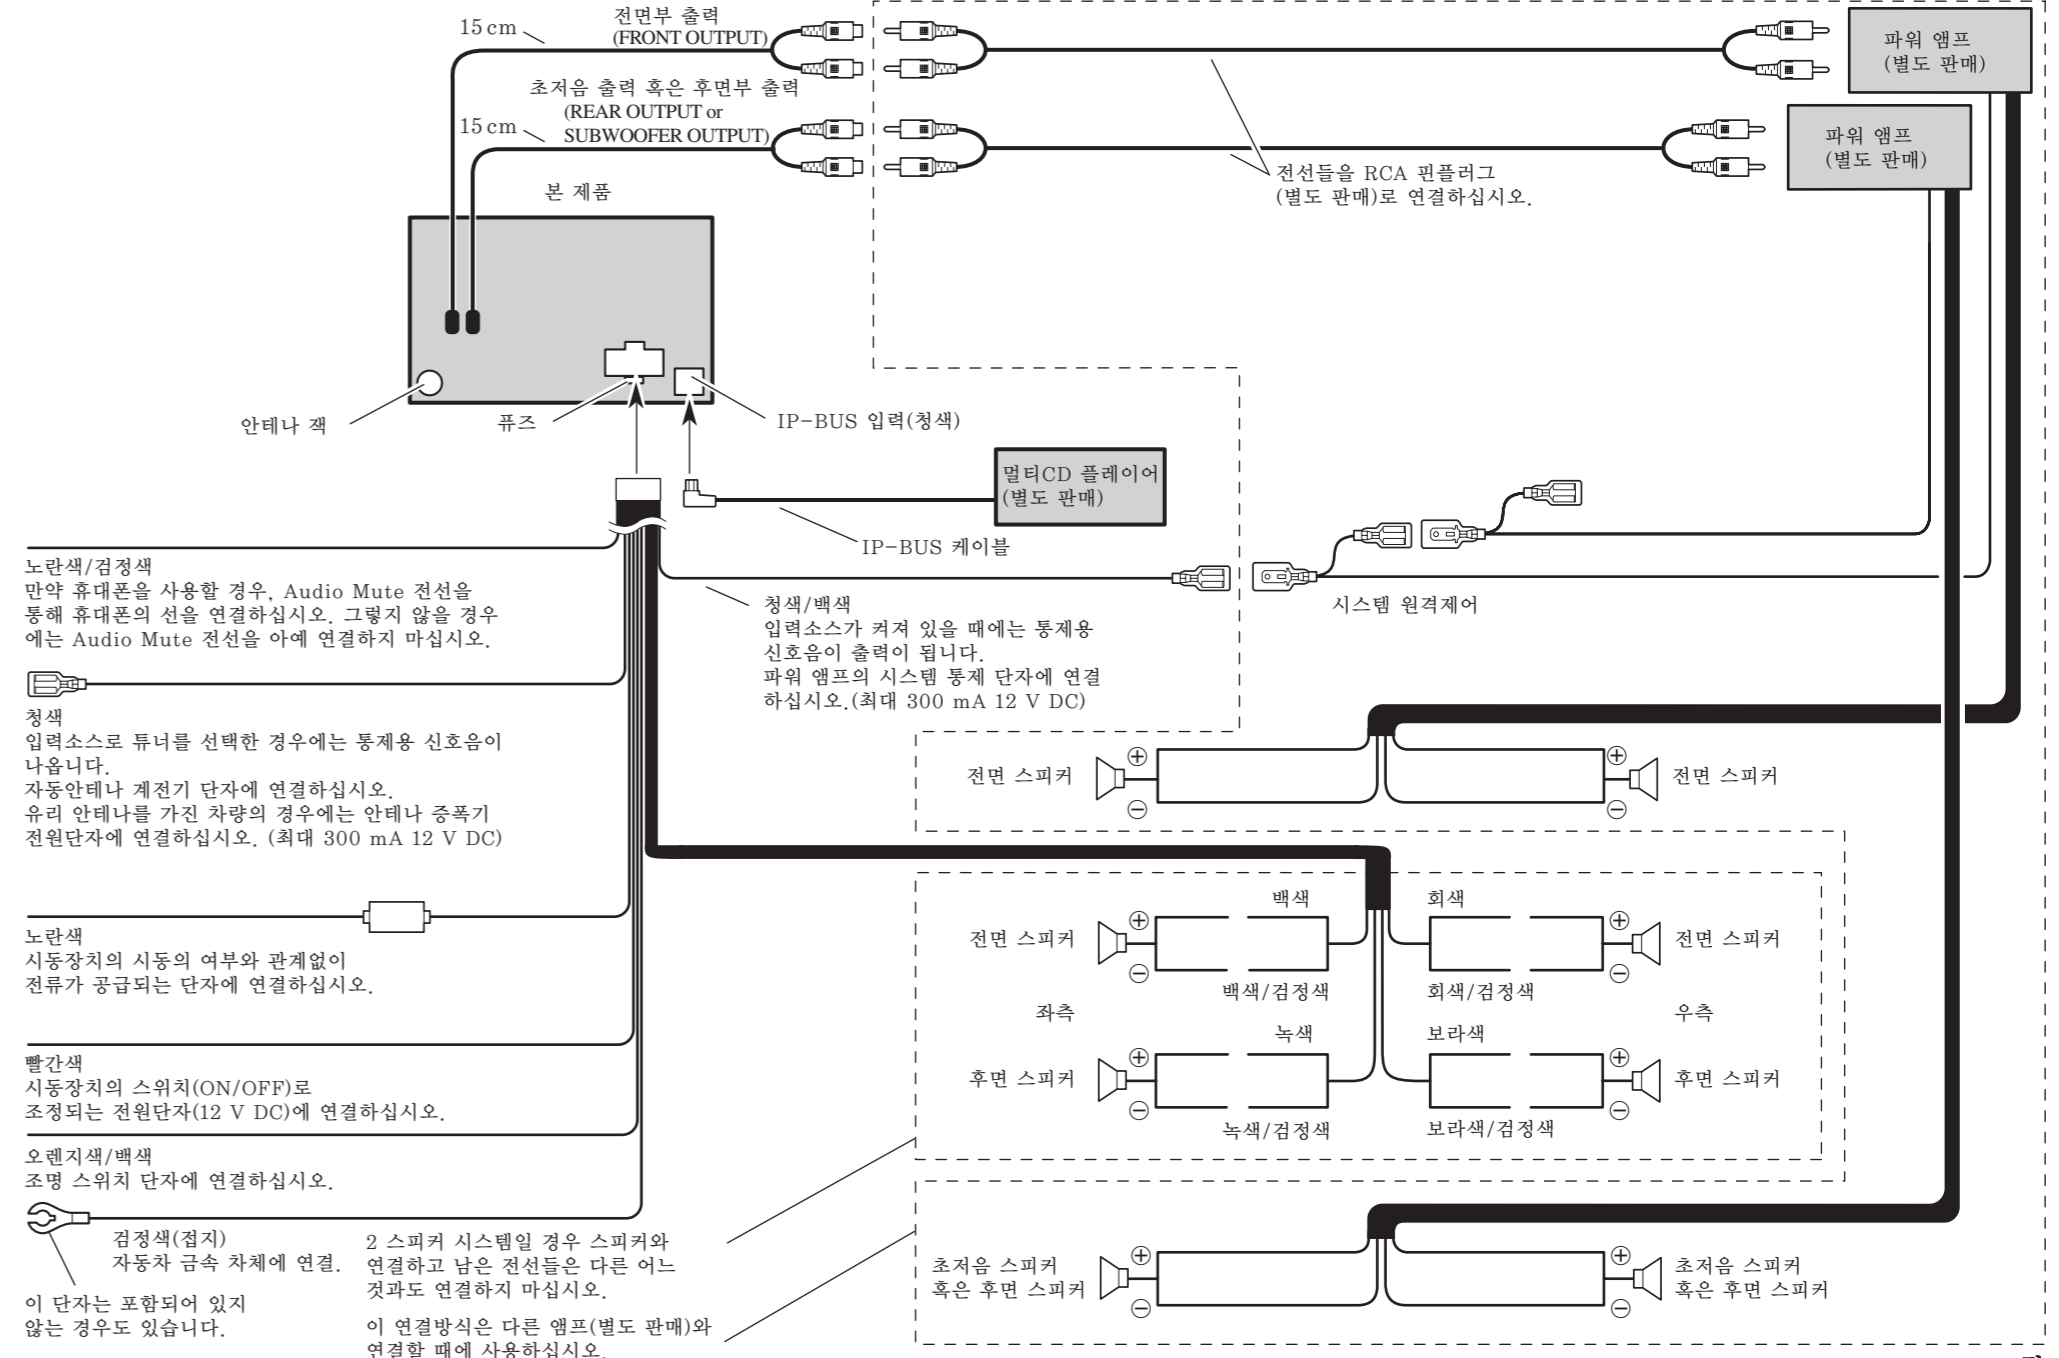 15 cm
전면부 출력
(FRONT OUTPUT)
초저음 출력 혹은 후면부 출력
(REAR OUTPUT or
SUBWOOFER OUTPUT)
15 cm
본 제품
파워 앰프
(별도 판매)
파워 앰프
(별도 판매)
전선들을 RCA 핀플러그
(별도 판매)로 연결하십시오.
안테나 잭
퓨즈
IP-BUS 입력(청색)
멀티CD 플레이어
(별도 판매)
IP-BUS 케이블
노란색/검정색
만약 휴대폰을 사용할 경우, Audio Mute 전선을
통해 휴대폰의 선을 연결하십시오. 그렇지 않을 경우
에는 Audio Mute 전선을 아예 연결하지 마십시오.
청색/백색
입력소스가 켜져 있을 때에는 통제용
신호음이 출력이 됩니다.
파워 앰프의 시스템 통제 단자에 연결
하십시오.(최대 300 mA 12 V DC)
시스템 원격제어
청색
입력소스로 튜너를 선택한 경우에는 통제용 신호음이
나옵니다.
자동안테나 계전기 단자에 연결하십시오.
유리 안테나를 가진 차량의 경우에는 안테나 증폭기
전원단자에 연결하십시오. (최대 300 mA 12 V DC)
전면 스피커
⊕
⊖
⊕
⊖
전면 스피커
노란색
시동장치의 시동의 여부와 관계없이
전류가 공급되는 단자에 연결하십시오.
백색
회색
전면 스피커
⊕
⊖
⊕
⊖
전면 스피커
백색/검정색
회색/검정색
좌측
우측
녹색
보라색
후면 스피커
⊕
⊖
⊕
⊖
후면 스피커
녹색/검정색
보라색/검정색
빨간색
시동장치의 스위치(ON/OFF)로
조정되는 전원단자(12 V DC)에 연결하십시오.
오렌지색/백색
조명 스위치 단자에 연결하십시오.
검정색(접지)
자동차 금속 차체에 연결.
이 단자는 포함되어 있지
않는 경우도 있습니다.
2 스피커 시스템일 경우 스피커와
연결하고 남은 전선들은 다른 어느
것과도 연결하지 마십시오.
이 연결방식은 다른 앰프(별도 판매)와
연결할 때에 사용하십시오.
초저음 스피커
혹은 후면 스피커
⊕
⊖
⊕
⊖
초저음 스피커
혹은 후면 스피커